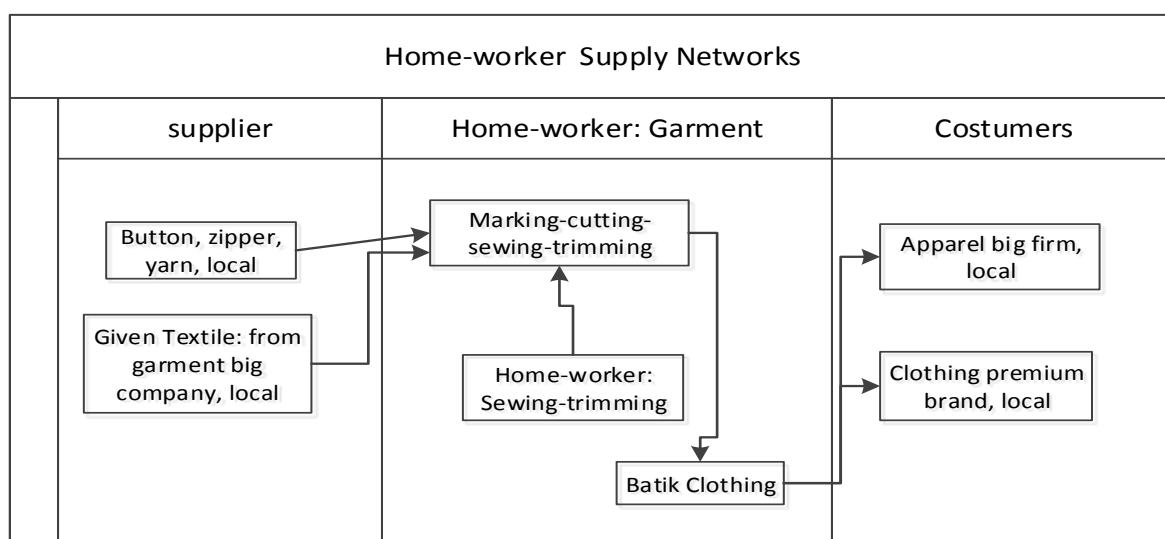 Home-worker Supply Networks
supplier
Home-worker: Garment
Costumers
Button, zipper,
yarn, local
Given Textile: from
garment big
company, local
Marking-cutting-
sewing-trimming
Home-worker:
Sewing-trimming
Batik Clothing
Apparel big firm,
local
Clothing premium
brand, local